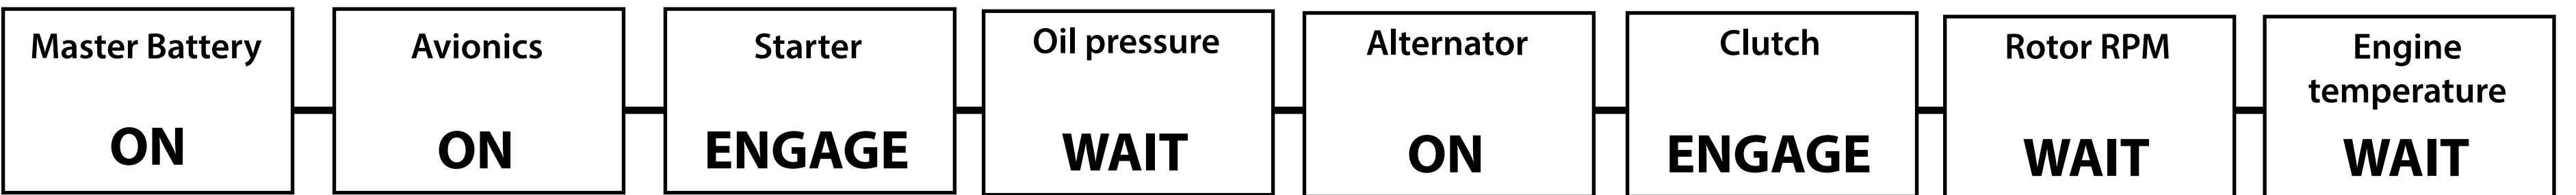 Master Battery
ON
Avionics
ON
Starter
ENGAGE
Oil pressure
WAIT
Alternator
ON
Clutch
ENGAGE
Rotor RPM
WAIT
Engine
temperature
WAIT